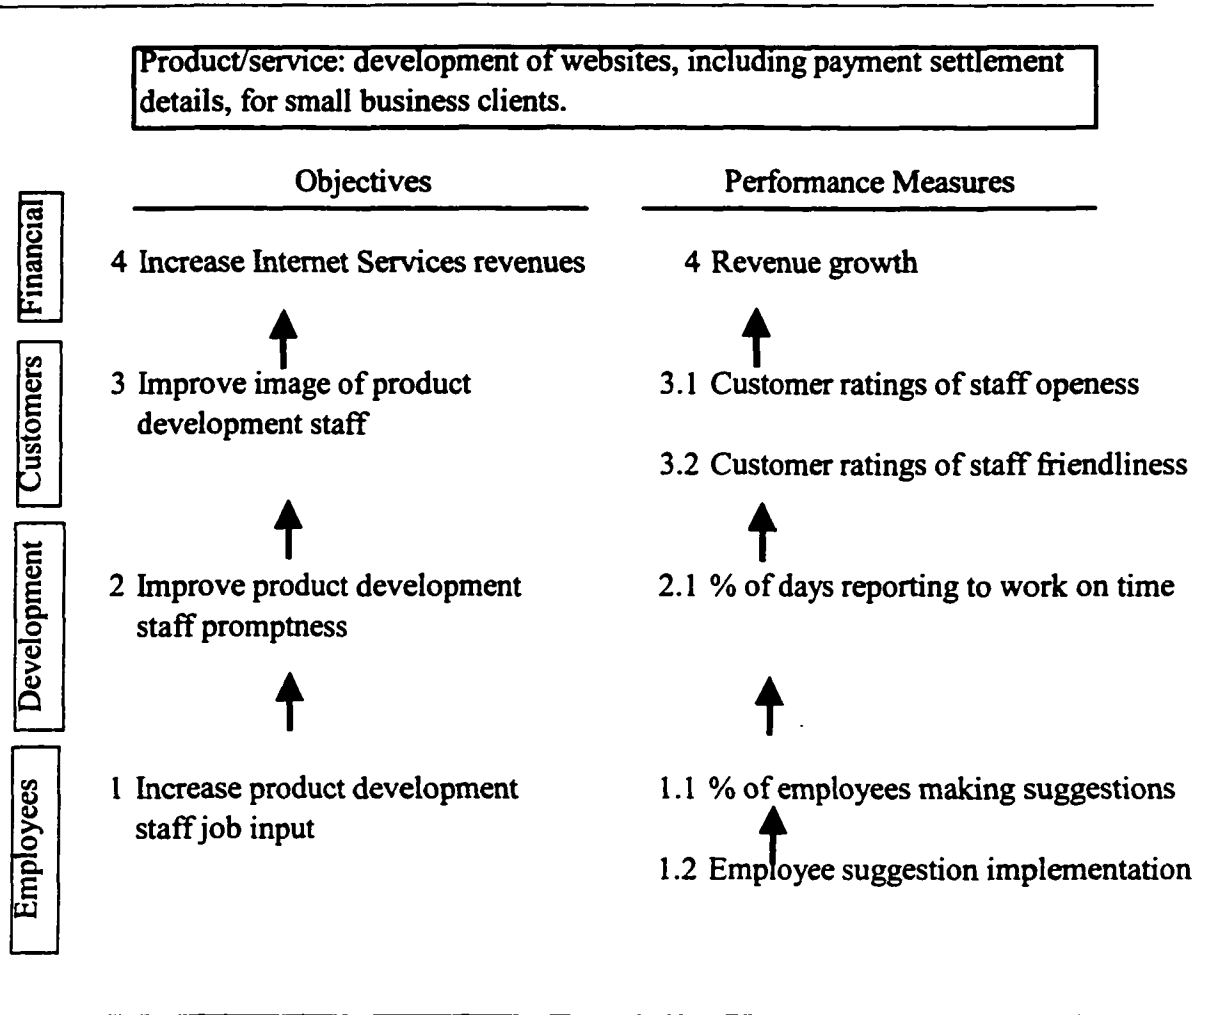 Product/service: development of websites, including payment settlement
details, for small business clients.
Objectives
Performance Measures
Financial
4 Increase Internet Services revenues
4 Revenue growth
Customers
3 Improve image of product
development staff
3.1 Customer ratings of staff openess
3.2 Customer ratings of staff friendliness
Development
2 Improve product development
staff promptness
2.1 % of days reporting to work on time
Employees
1 Increase product development
staff job input
1.1 % of employees making suggestions
1.2 Employee suggestion implementation